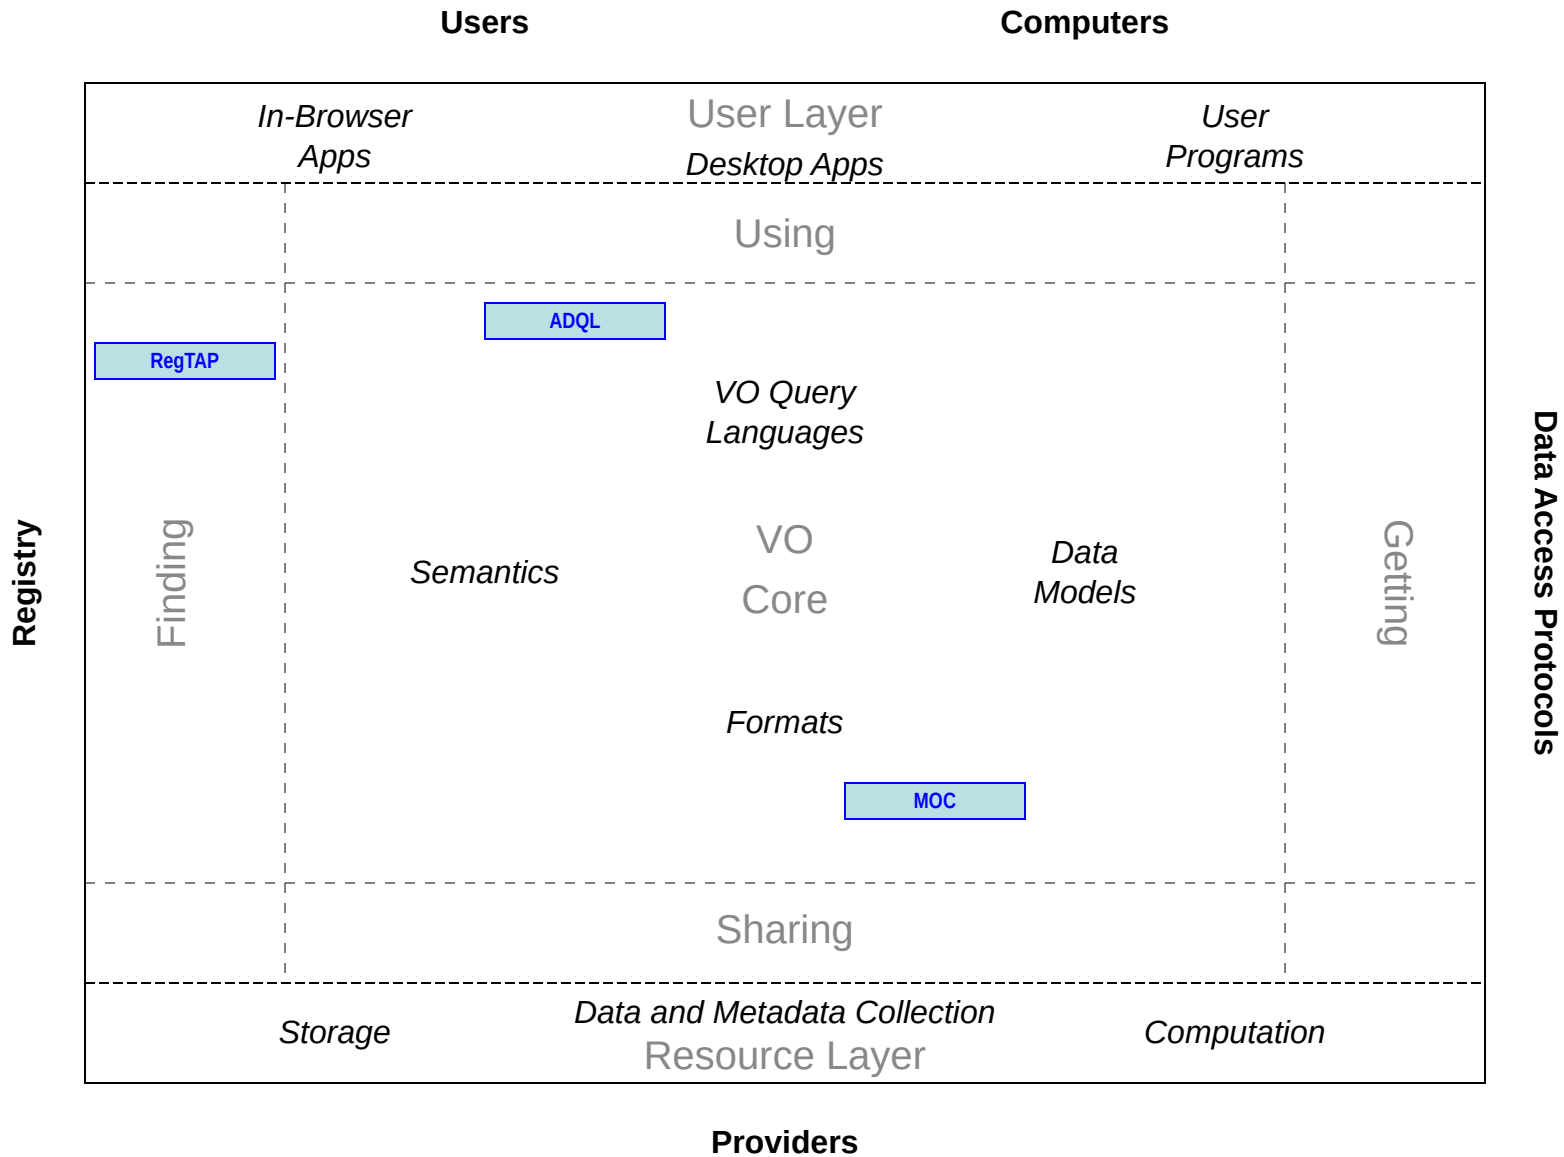 Users
Computers
In-Browser
Apps
User Layer
Desktop Apps
User
Programs
Using
ADQL
RegTAP
VO Query
Languages
Registry
Finding
Semantics
VO
Core
Data
Models
Getting
Data Access Protocols
Formats
MOC
Sharing
Storage
Data and Metadata Collection
Resource Layer
Computation
Providers